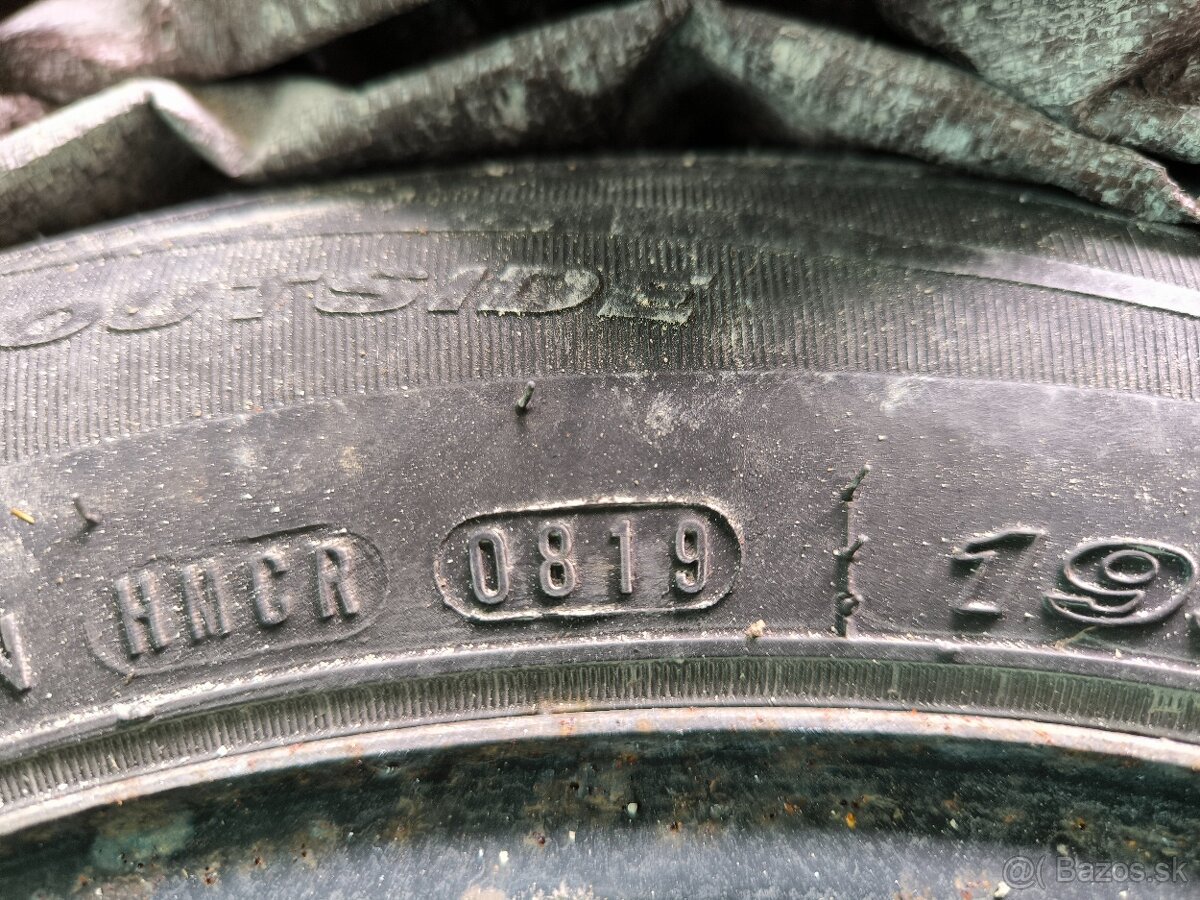 OUTSIDE
HMCR 0819 19
@ Bazos.sk